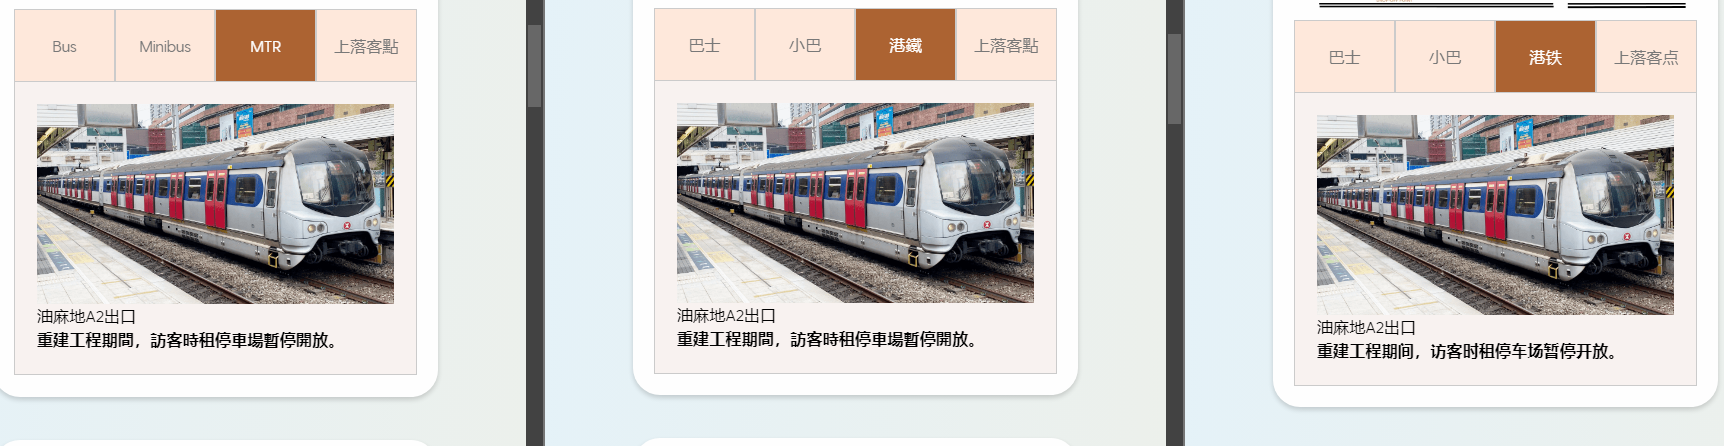 Bus
Minibus
MTR
上落客點
油麻地A2出口
重建工程期間，訪客時租停車場暫停開放。
巴士
小巴
港鐵
上落客點
油麻地A2出口
重建工程期間，訪客時租停車場暫停開放。
巴士
小巴
港铁
上落客点
油麻地A2出口
重建工程期间，访客时租停车场暂停开放。